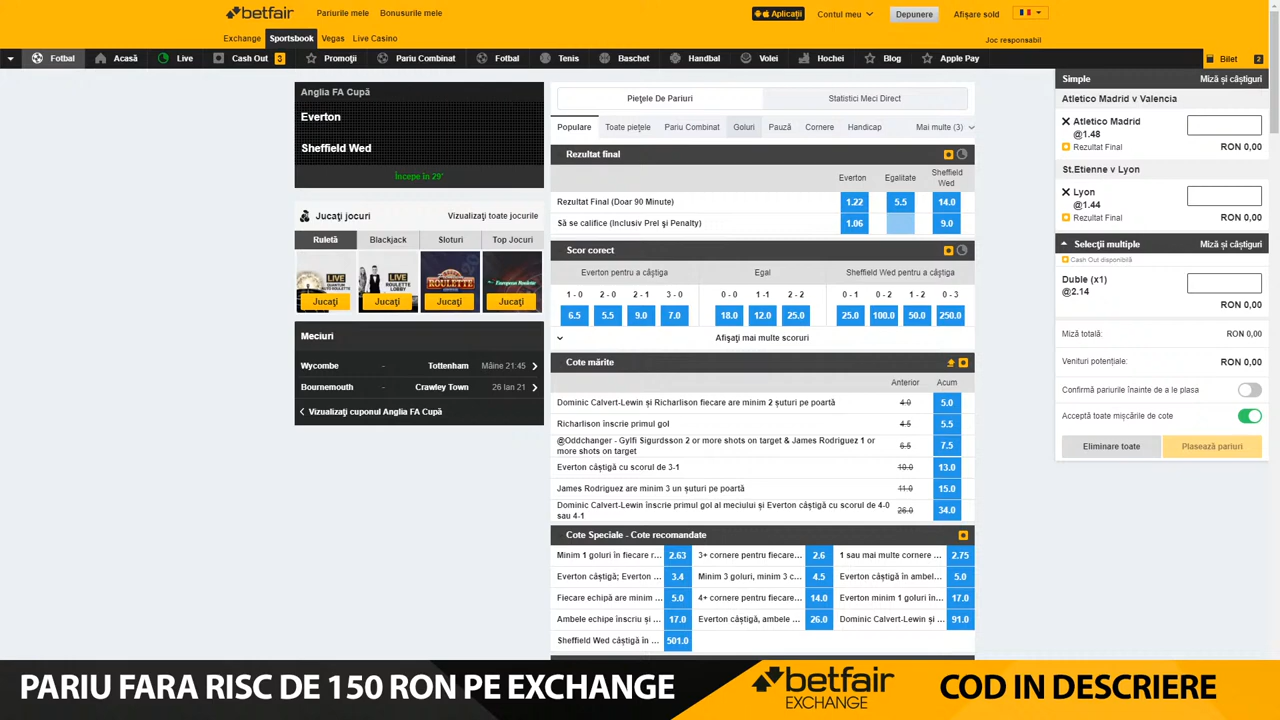 betfair
Pariurile mele
Bonusurile mele
Aplicații
Contul meu
Depunere
Afișare sold
Exchange
Sportsbook
Vegas
Live Casino
Joc responsabil
Fotbal
Acasă
Live
Cash Out 3
Promoții
Pariu Combinat
Fotbal
Tenis
Baschet
Handbal
Volei
Hochei
Blog
Apple Pay
Bilet 2
Anglia FA Cupă
Everton
Sheffield Wed
Începe în 29'
Jucați jocuri
Vizualizați toate jocurile
Ruletă
Blackjack
Sloturi
Top Jocuri
Jucați
Jucați
Jucați
Jucați
Meciuri
Wycombe - Tottenham Mâine 21:45
Bournemouth - Crawley Town 26 Ian 21
Vizualizați cuponul Anglia FA Cupă
Piețele De Pariuri
Statistici Meci Direct
Populare
Toate piețele
Pariu Combinat
Goluri
Pauză
Cornere
Handicap
Mai multe (3)
Rezultat final
Everton Egalitate Sheffield Wed
Rezultat Final (Doar 90 Minute) 1.22 5.5 14.0
Să se califice (Inclusiv Prel şi Penalty) 1.06 9.0
Scor corect
Everton pentru a câștiga
Egal
Sheffield Wed pentru a câștiga
1 - 0 2 - 0 2 - 1 3 - 0 0 - 0 1 -1 2 - 2 0 - 1 0 - 2 1 - 2 0 - 3
6.5 5.5 9.0 7.0 18.0 12.0 25.0 25.0 100.0 50.0 250.0
Afișați mai multe scoruri
Cote mărite
Anterior Acum
Dominic Calvert-Lewin și Richarlison fiecare are minim 2 șuturi pe poartă 4.0 5.0
Richarlison înscrie primul gol 4.5 5.5
@Oddchanger - Gylfi Sigurdsson 2 or more shots on target & James Rodriguez 1 or
more shots on target 6.5 7.5
Everton câștigă cu scorul de 3-1 10.0 13.0
James Rodriguez are minim 3 un șuturi pe poartă 11.0 15.0
Dominic Calvert-Lewin înscrie primul gol al meciului și Everton câștigă cu scorul de 4-0
sau 4-1 26.0 34.0
Cote Speciale - Cote recomandate
Minim 1 goluri în fiecare r... 2.63 3+ cornere pentru fiecare... 2.6 1 sau mai multe cornere ... 2.75
Everton câștigă; Everton ... 3.4 Minim 3 goluri, minim 3 c... 4.5 Everton câștigă în ambel... 5.0
Fiecare echipă are minim ... 5.0 4+ cornere pentru fiecare... 14.0 Everton minim 1 goluri în... 17.0
Ambele echipe înscriu și ... 17.0 Everton câștigă, ambele ... 26.0 Dominic Calvert-Lewin și ... 91.0
Sheffield Wed câștigă în ... 501.0
Simple Miză și câștiguri
Atletico Madrid v Valencia
Atletico Madrid
@1.48
Rezultat Final RON 0,00
St.Etienne v Lyon
Lyon
@1.44
Rezultat Final RON 0,00
Selecții multiple Miză și câștiguri
Cash Out disponibilă
Duble (x1)
@2.14
RON 0,00
Miză totală: RON 0,00
Venituri potențiale: RON 0,00
Confirmă pariurile înainte de a le plasa
Acceptă toate mișcările de cote
Eliminare toate
Plasează pariuri
PARIU FARA RISC DE 150 RON PE EXCHANGE
betfair
EXCHANGE
COD IN DESCRIERE